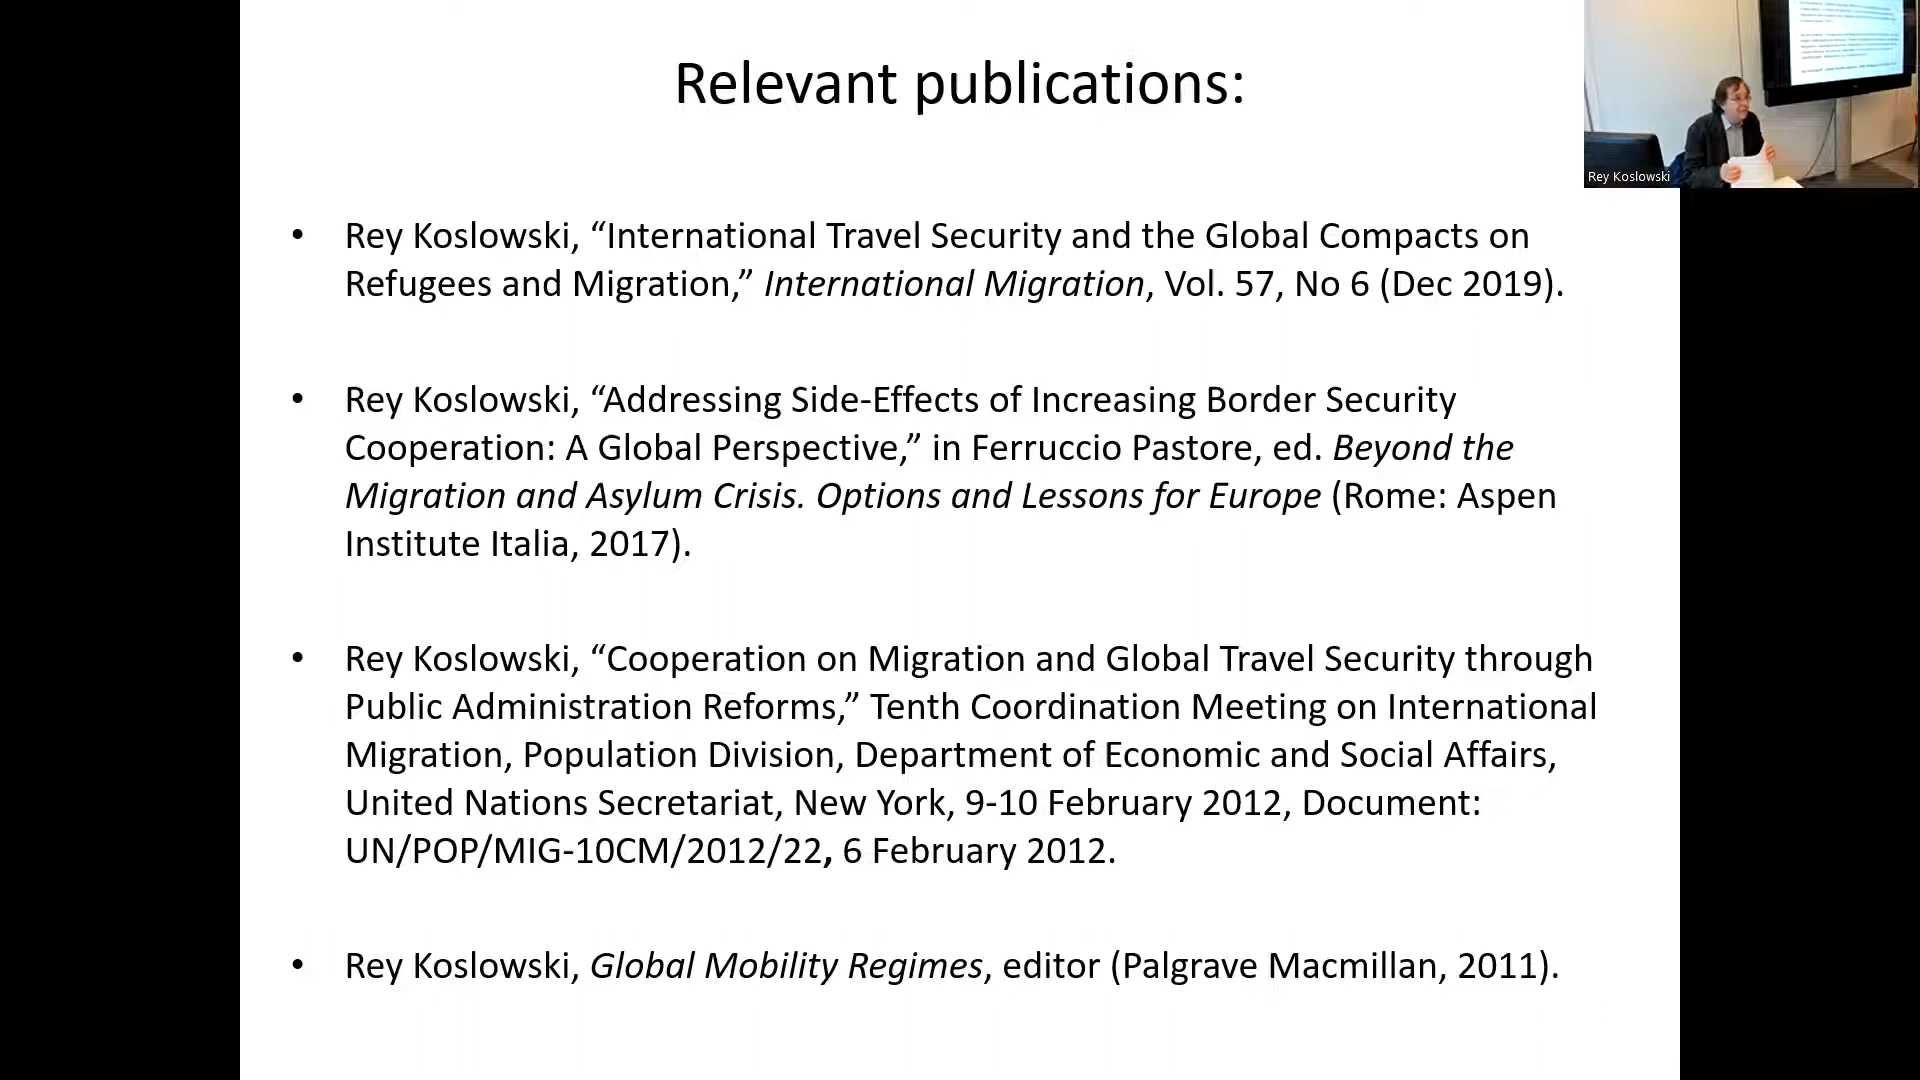 Relevant publications:
Rey Koslowski
• Rey Koslowski, “International Travel Security and the Global Compacts on
Refugees and Migration,” International Migration, Vol. 57, No 6 (Dec 2019).
• Rey Koslowski, “Addressing Side-Effects of Increasing Border Security
Cooperation: A Global Perspective,” in Ferruccio Pastore, ed. Beyond the
Migration and Asylum Crisis. Options and Lessons for Europe (Rome: Aspen
Institute Italia, 2017).
• Rey Koslowski, “Cooperation on Migration and Global Travel Security through
Public Administration Reforms,” Tenth Coordination Meeting on International
Migration, Population Division, Department of Economic and Social Affairs,
United Nations Secretariat, New York, 9-10 February 2012, Document:
UN/POP/MIG-10CM/2012/22, 6 February 2012.
• Rey Koslowski, Global Mobility Regimes, editor (Palgrave Macmillan, 2011).